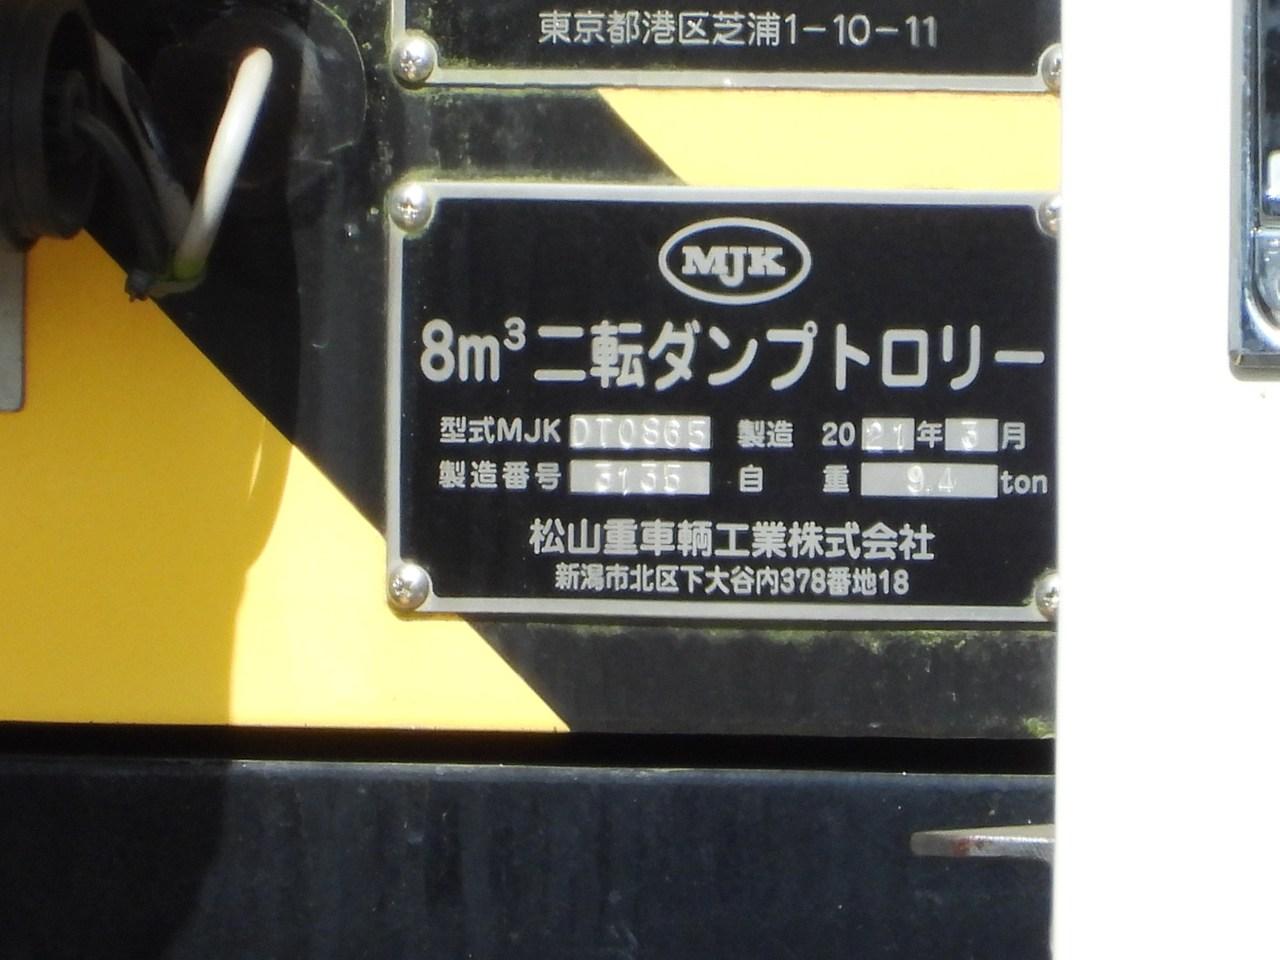 東京都港区芝浦1-10-11
MJK
8m³ 二転ダンプトロリー
型式MJK DT0865 製造 2021年3月
製造番号 3135 自 重 9.4 ton
松山重車輌工業株式会社
新潟市北区下大谷内378番地18